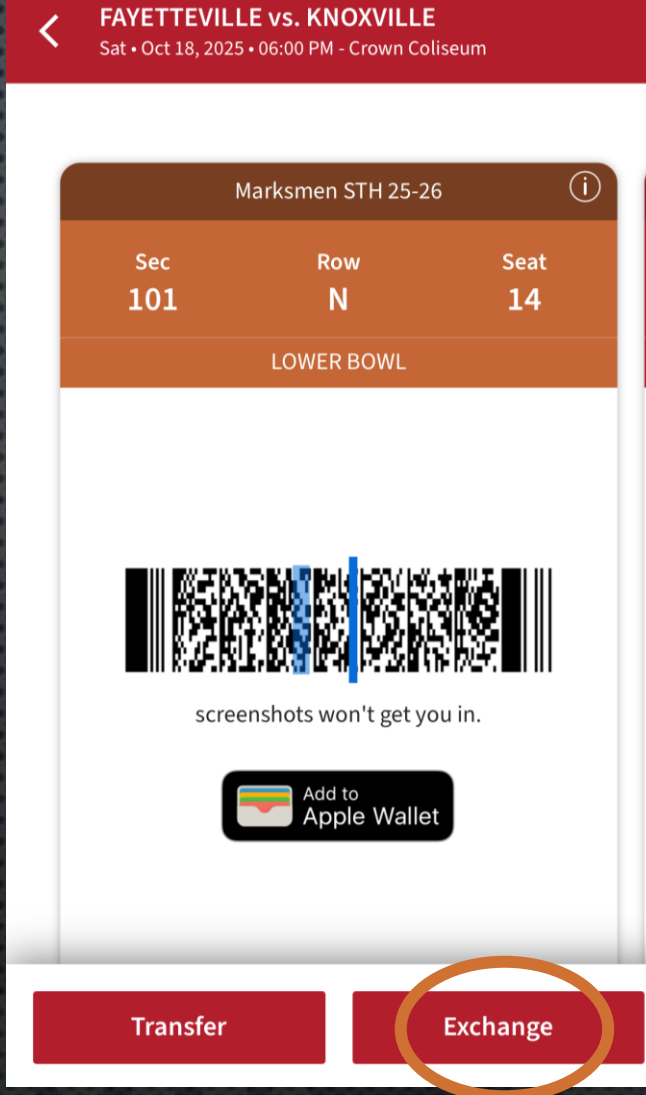 FAYETTEVILLE vs. KNOXVILLE
Sat • Oct 18, 2025 • 06:00 PM - Crown Coliseum
Marksmen STH 25-26
i
Sec Row Seat
101 N 14
LOWER BOWL
screenshots won't get you in.
Add to
Apple Wallet
Transfer Exchange